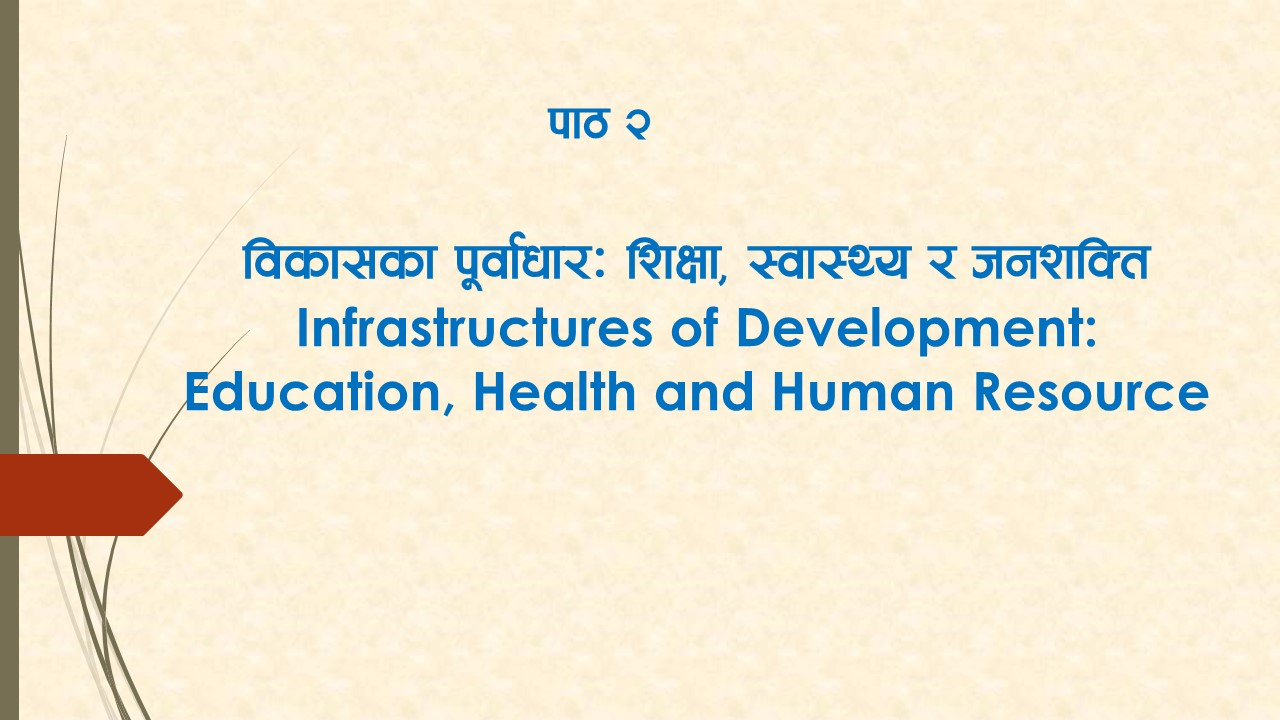 पाठ २
विकासका पूर्वाधार: शिक्षा, स्वास्थ्य र जनशक्ति
Infrastructures of Development:
Education, Health and Human Resource